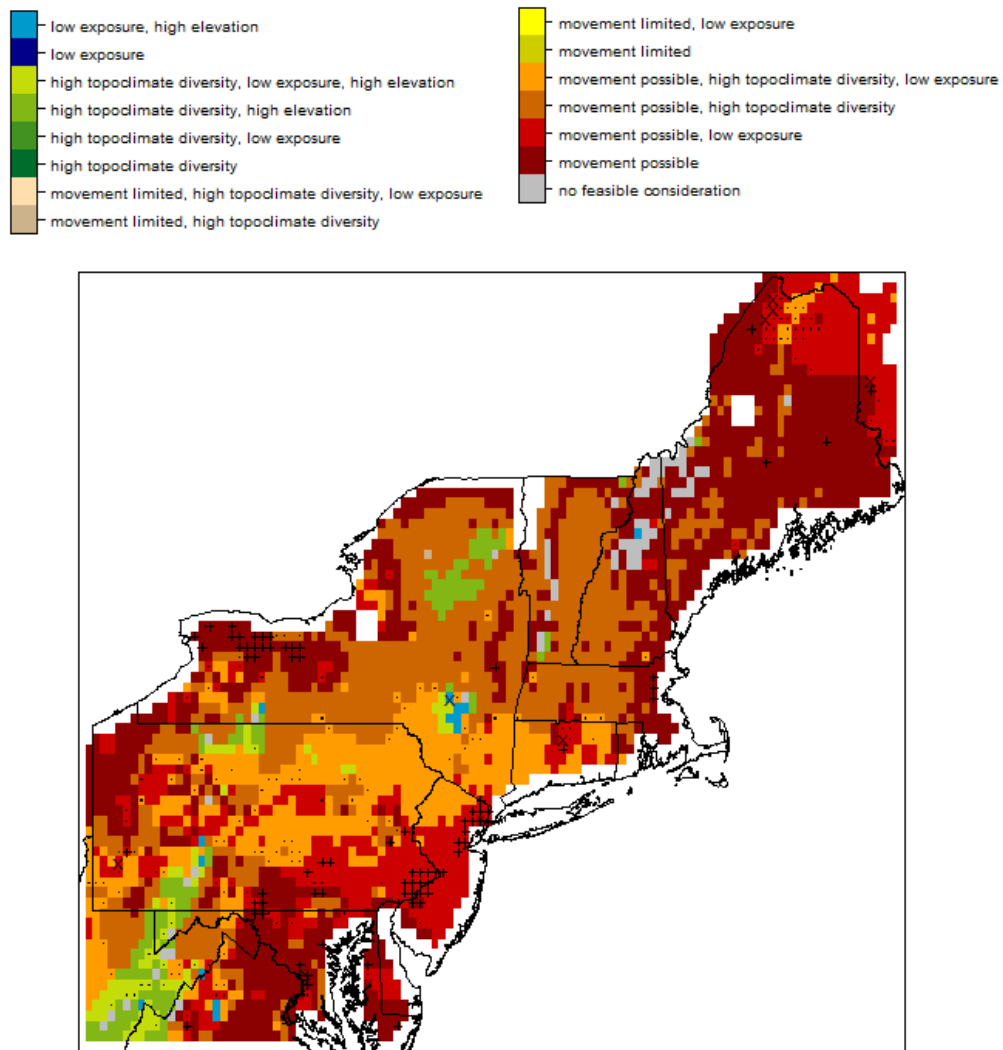 low exposure, high elevation
low exposure
high topoclimate diversity, low exposure, high elevation
high topoclimate diversity, high elevation
high topoclimate diversity, low exposure
high topoclimate diversity
movement limited, high topoclimate diversity, low exposure
movement limited, high topoclimate diversity
movement limited, low exposure
movement limited
movement possible, high topoclimate diversity, low exposure
movement possible, high topoclimate diversity
movement possible, low exposure
movement possible
no feasible consideration